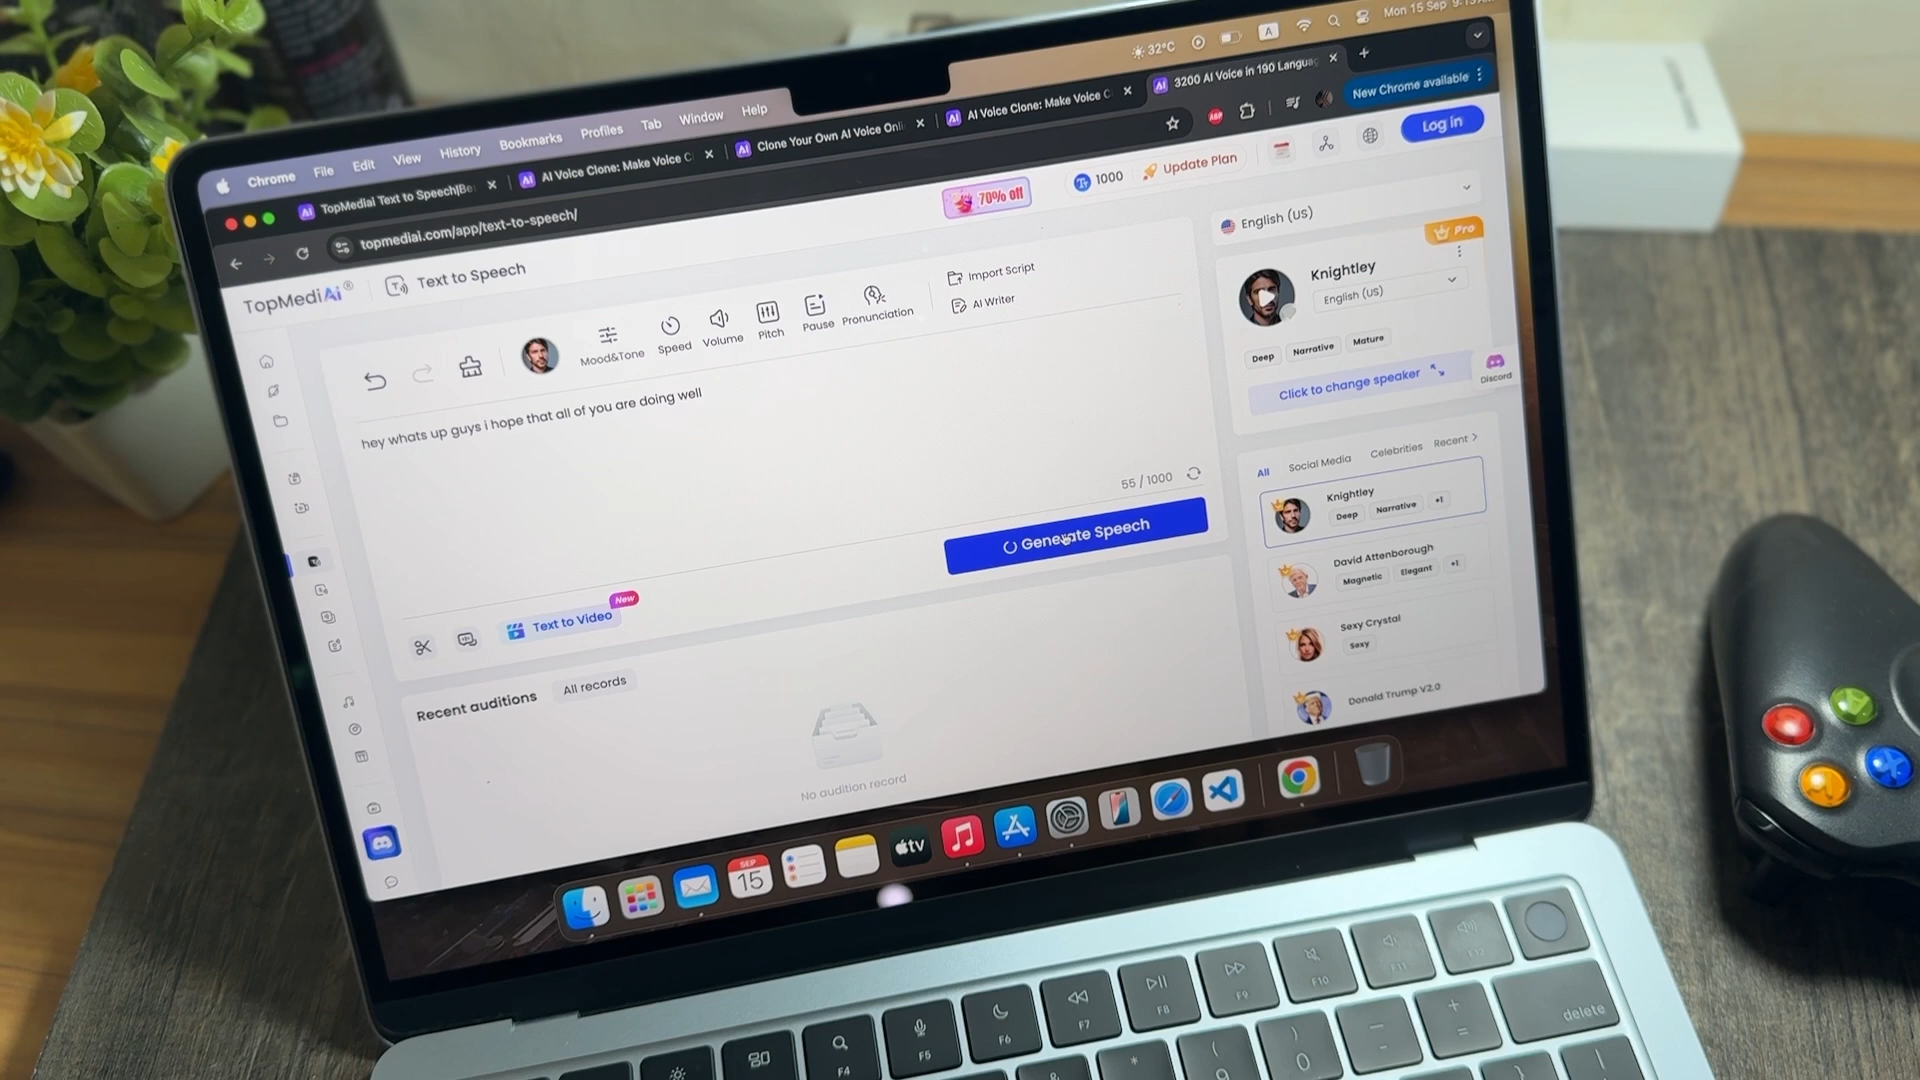 Chrome File Edit View History Bookmarks Profiles Tab Window Help
32°C A Mon 15 Sep
TopMediai Text to Speech|Be
AI Voice Clone: Make Voice C
Clone Your Own AI Voice Onli
AI Voice Clone: Make Voice C
3200 AI Voice in 190 Languag
topmediai.com/app/text-to-speech/
ABP
New Chrome available
TopMediAi®
Text to Speech
70% off
1000
Update Plan
Log in
Mood&Tone
Speed
Volume
Pitch
Pause
Pronunciation
Import Script
AI Writer
hey whats up guys i hope that all of you are doing well
55 / 1000
Generate Speech
Text to Video
New
Recent auditions
All records
No audition record
English (US)
Pro
Knightley
English (US)
Deep Narrative Mature
Click to change speaker
Discord
All Social Media Celebrities Recent
Knightley
Deep Narrative +1
David Attenborough
Magnetic Elegant +1
Sexy Crystal
Sexy
Donald Trump V2.0
SEP
15
tv
F4 F5 F6 F7 F8 F9 F10 F11 F12
delete
* ( ) — + =
8 9 0